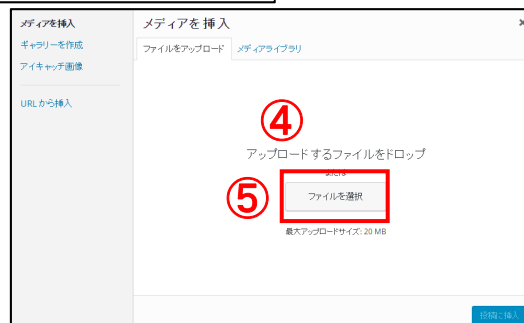 メディアを挿入
ギャラリーを作成
アイキャッチ画像
URLから挿入
メディアを挿入
×
ファイルをアップロード
メディアライブラリ
④
アップロードするファイルをドロップ
または
⑤
ファイルを選択
最大アップロードサイズ: 20 MB
投稿に挿入